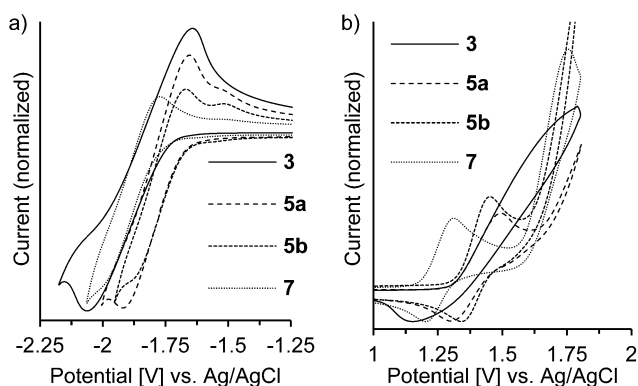 a)
Current (normalized)
3
5a
5b
7
-2.25 -2 -1.75 -1.5 -1.25
Potential [V] vs. Ag/AgCl
b)
Current (normalized)
3
5a
5b
7
1 1.25 1.5 1.75 2
Potential [V] vs. Ag/AgCl